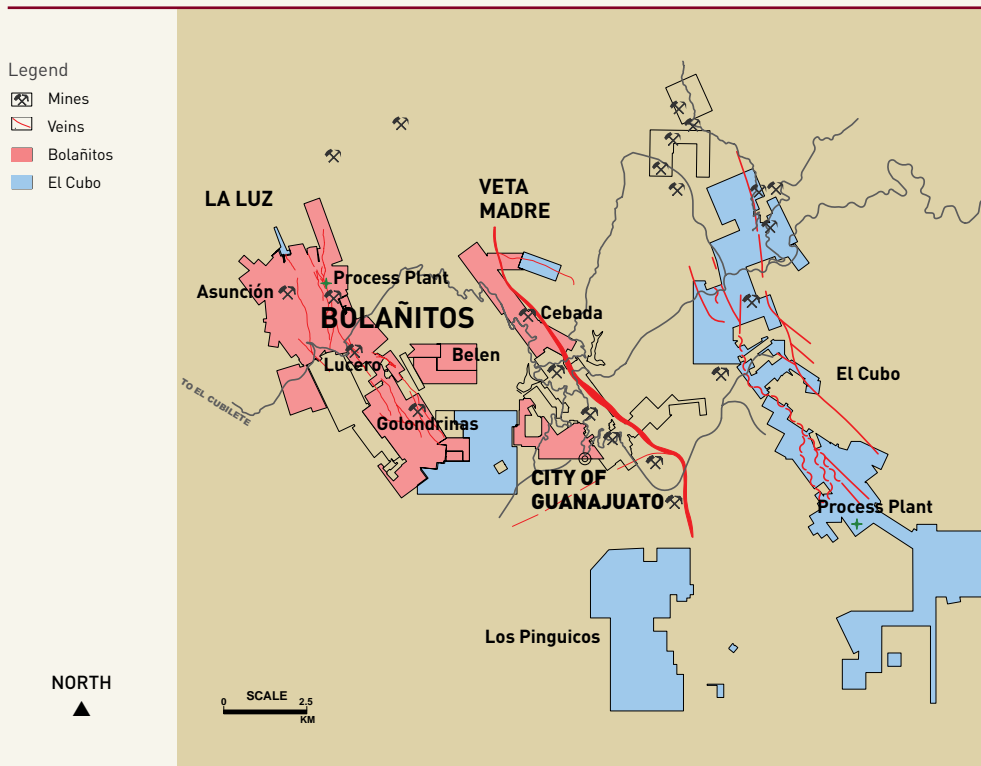 Legend
Mines
Veins
Bolañitos
El Cubo
LA LUZ
VETA
MADRE
Asunción
Process Plant
BOLAÑITOS
Cebada
Lucero
Belen
El Cubo
TO EL CUBILETE
Golondrinas
CITY OF
GUANAJUATO
Process Plant
Los Pinguicos
NORTH
SCALE
0 2.5
KM